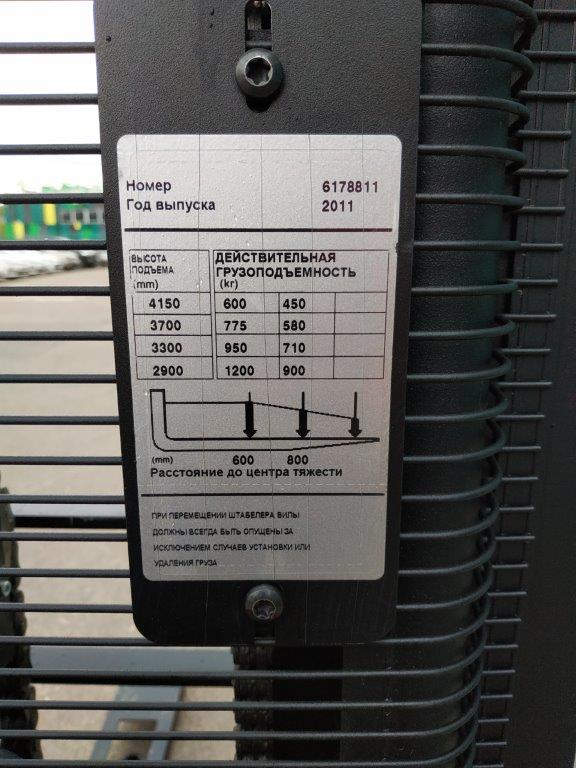 Номер 6178811
Год выпуска 2011
ВЫСОТА ПОДЪЕМА (mm)
ДЕЙСТВИТЕЛЬНАЯ ГРУЗОПОДЪЕМНОСТЬ (кг)
4150 600 450
3700 775 580
3300 950 710
2900 1200 900
(mm) 600 800
Расстояние до центра тяжести
ПРИ ПЕРЕМЕЩЕНИИ ШТАБЕЛЕРА ВИЛЫ
ДОЛЖНЫ ВСЕГДА БЫТЬ ОПУЩЕНЫ ЗА
ИСКЛЮЧЕНИЕМ СЛУЧАЕВ УСТАНОВКИ ИЛИ
УДАЛЕНИЯ ГРУЗА